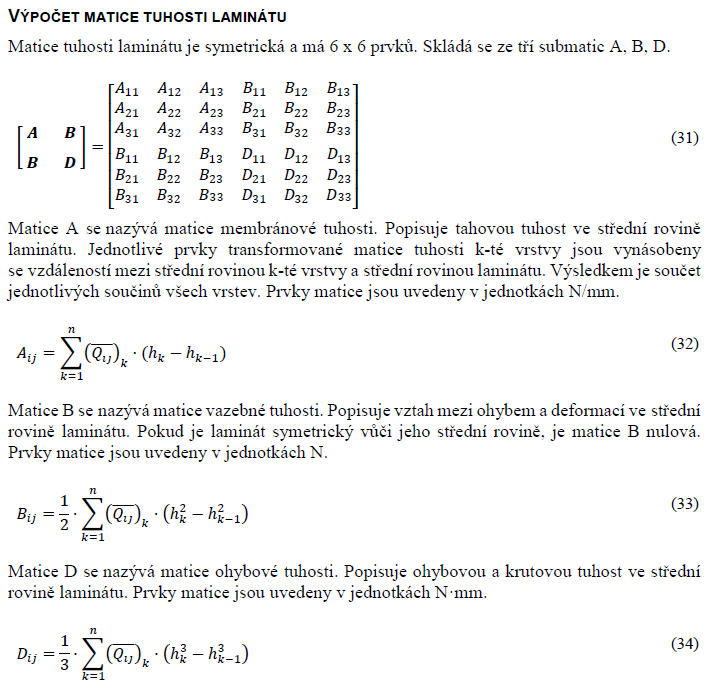 VÝPOČET MATICE TUHOSTI LAMINÁTU
Matice tuhosti laminátu je symetrická a má 6 x 6 prvků. Skládá se ze tří submatic A, B, D.
[A B; B D] = [A₁₁ A₁₂ A₁₃ B₁₁ B₁₂ B₁₃
A₂₁ A₂₂ A₂₃ B₂₁ B₂₂ B₂₃
A₃₁ A₃₂ A₃₃ B₃₁ B₃₂ B₃₃
B₁₁ B₁₂ B₁₃ D₁₁ D₁₂ D₁₃
B₂₁ B₂₂ B₂₃ D₂₁ D₂₂ D₂₃
B₃₁ B₃₂ B₃₃ D₃₁ D₃₂ D₃₃] (31)
Matice A se nazývá matice membránové tuhosti. Popisuje tahovou tuhost ve střední rovině
laminátu. Jednotlivé prvky transformované matice tuhosti k-té vrstvy jsou vynásobeny
se vzdáleností mezi střední rovinou k-té vrstvy a střední rovinou laminátu. Výsledkem je součet
jednotlivých součinů všech vrstev. Prvky matice jsou uvedeny v jednotkách N/mm.
Aᵢⱼ = ∑ₖ₌₁ⁿ (Q̅ᵢⱼ)ₖ · (hₖ − hₖ₋₁) (32)
Matice B se nazývá matice vazebné tuhosti. Popisuje vztah mezi ohybem a deformací ve střední
rovině laminátu. Pokud je laminát symetrický vůči jeho střední rovině, je matice B nulová.
Prvky matice jsou uvedeny v jednotkách N.
Bᵢⱼ = 1/2 · ∑ₖ₌₁ⁿ (Q̅ᵢⱼ)ₖ · (hₖ² − hₖ₋₁²) (33)
Matice D se nazývá matice ohybové tuhosti. Popisuje ohybovou a krutovou tuhost ve střední
rovině laminátu. Prvky matice jsou uvedeny v jednotkách N·mm.
Dᵢⱼ = 1/3 · ∑ₖ₌₁ⁿ (Q̅ᵢⱼ)ₖ · (hₖ³ − hₖ₋₁³) (34)